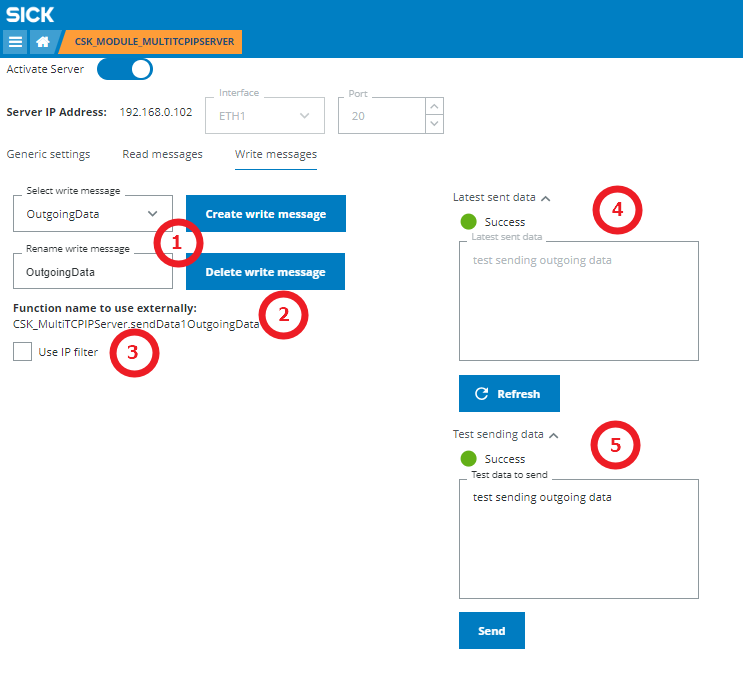 SICK
CSK_MODULE_MULTITCPIPSERVER
Activate Server
Server IP Address: 192.168.0.102
Interface
ETH1
Port
20
Generic settings Read messages Write messages
Select write message
OutgoingData
Create write message
1
Rename write message
OutgoingData
Delete write message
Function name to use externally:
CSK_MultiTCPIPServer.sendData1OutgoingData
2
Use IP filter
3
Latest sent data
4
Success
Latest sent data
test sending outgoing data
Refresh
Test sending data
5
Success
Test data to send
test sending outgoing data
Send